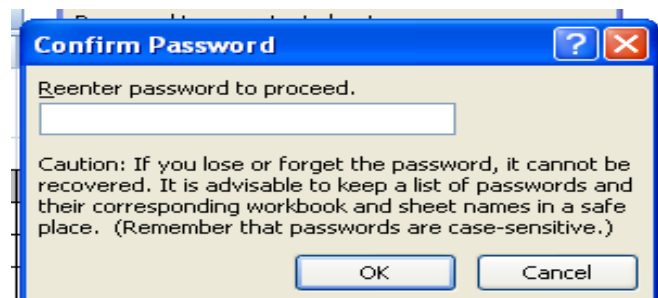 Confirm Password
Reenter password to proceed.
Caution: If you lose or forget the password, it cannot be
recovered. It is advisable to keep a list of passwords and
their corresponding workbook and sheet names in a safe
place. (Remember that passwords are case-sensitive.)
OK
Cancel